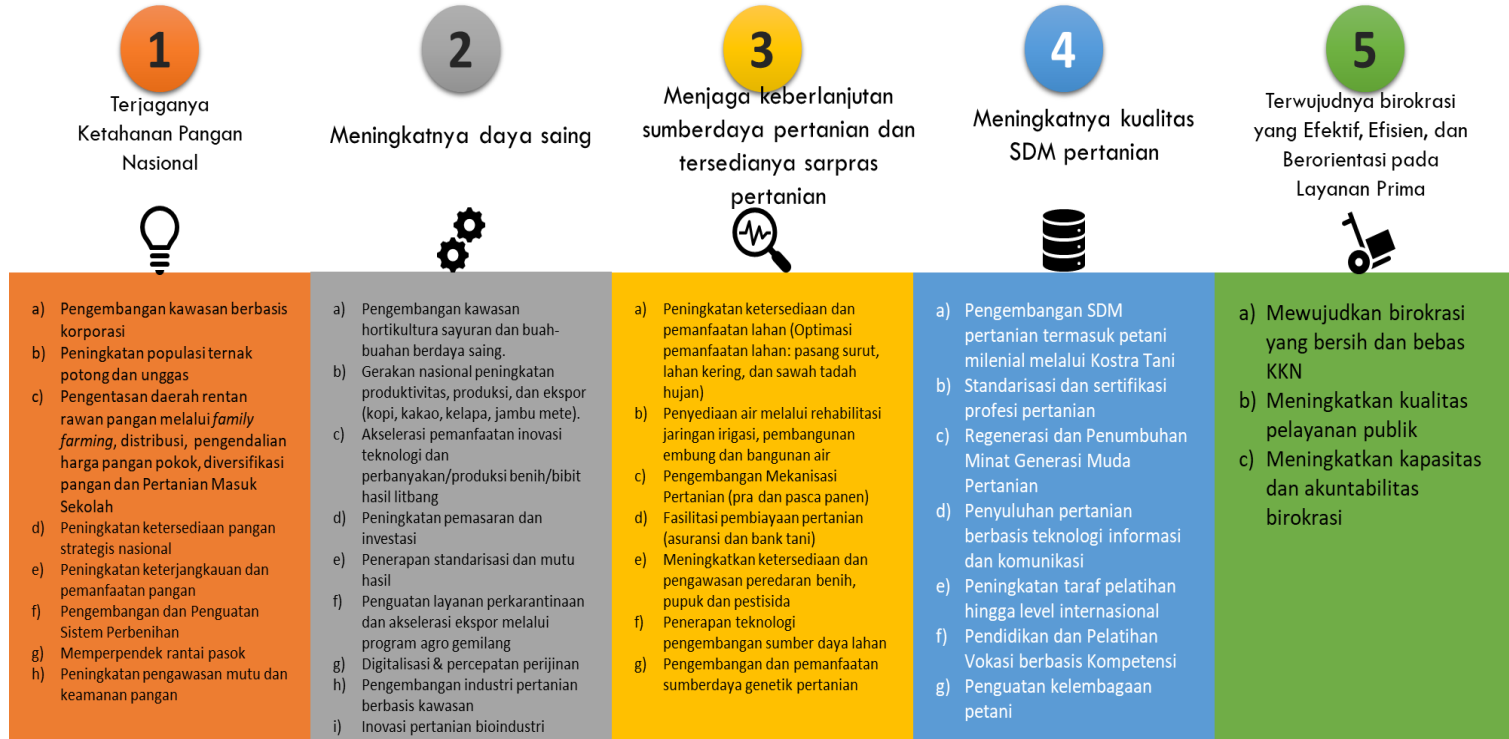 1
Terjaganya
Ketahanan Pangan
Nasional
a) Pengembangan kawasan berbasis
korporasi
b) Peningkatan populasi ternak
potong dan unggas
c) Pengentasan daerah rentan
rawan pangan melalui family
farming, distribusi, pengendalian
harga pangan pokok, diversifikasi
pangan dan Pertanian Masuk
Sekolah
d) Peningkatan ketersediaan pangan
strategis nasional
e) Peningkatan keterjangkauan dan
pemanfaatan pangan
f) Pengembangan dan Penguatan
Sistem Perbenihan
g) Memperpendek rantai pasok
h) Peningkatan pengawasan mutu dan
keamanan pangan
2
Meningkatnya daya saing
a) Pengembangan kawasan
hortikultura sayuran dan buah-
buahan berdaya saing.
b) Gerakan nasional peningkatan
produktivitas, produksi, dan ekspor
(kopi, kakao, kelapa, jambu mete).
c) Akselerasi pemanfaatan inovasi
teknologi dan
perbanyakan/produksi benih/bibit
hasil litbang
d) Peningkatan pemasaran dan
investasi
e) Penerapan standarisasi dan mutu
hasil
f) Penguatan layanan perkarantinaan
dan akselerasi ekspor melalui
program agro gemilang
g) Digitalisasi & percepatan perijinan
h) Pengembangan industri pertanian
berbasis kawasan
i) Inovasi pertanian bioindustri
3
Menjaga keberlanjutan
sumberdaya pertanian dan
tersedianya sarpras
pertanian
a) Peningkatan ketersediaan dan
pemanfaatan lahan (Optimasi
pemanfaatan lahan: pasang surut,
lahan kering, dan sawah tadah
hujan)
b) Penyediaan air melalui rehabilitasi
jaringan irigasi, pembangunan
embung dan bangunan air
c) Pengembangan Mekanisasi
Pertanian (pra dan pasca panen)
d) Fasilitasi pembiayaan pertanian
(asuransi dan bank tani)
e) Meningkatkan ketersediaan dan
pengawasan peredaran benih,
pupuk dan pestisida
f) Penerapan teknologi
pengembangan sumber daya lahan
g) Pengembangan dan pemanfaatan
sumberdaya genetik pertanian
4
Meningkatnya kualitas
SDM pertanian
a) Pengembangan SDM
pertanian termasuk petani
milenial melalui Kostra Tani
b) Standarisasi dan sertifikasi
profesi pertanian
c) Regenerasi dan Penumbuhan
Minat Generasi Muda
Pertanian
d) Penyuluhan pertanian
berbasis teknologi informasi
dan komunikasi
e) Peningkatan taraf pelatihan
hingga level internasional
f) Pendidikan dan Pelatihan
Vokasi berbasis Kompetensi
g) Penguatan kelembagaan
petani
5
Terwujudnya birokrasi
yang Efektif, Efisien, dan
Berorientasi pada
Layanan Prima
a) Mewujudkan birokrasi
yang bersih dan bebas
KKN
b) Meningkatkan kualitas
pelayanan publik
c) Meningkatkan kapasitas
dan akuntabilitas
birokrasi